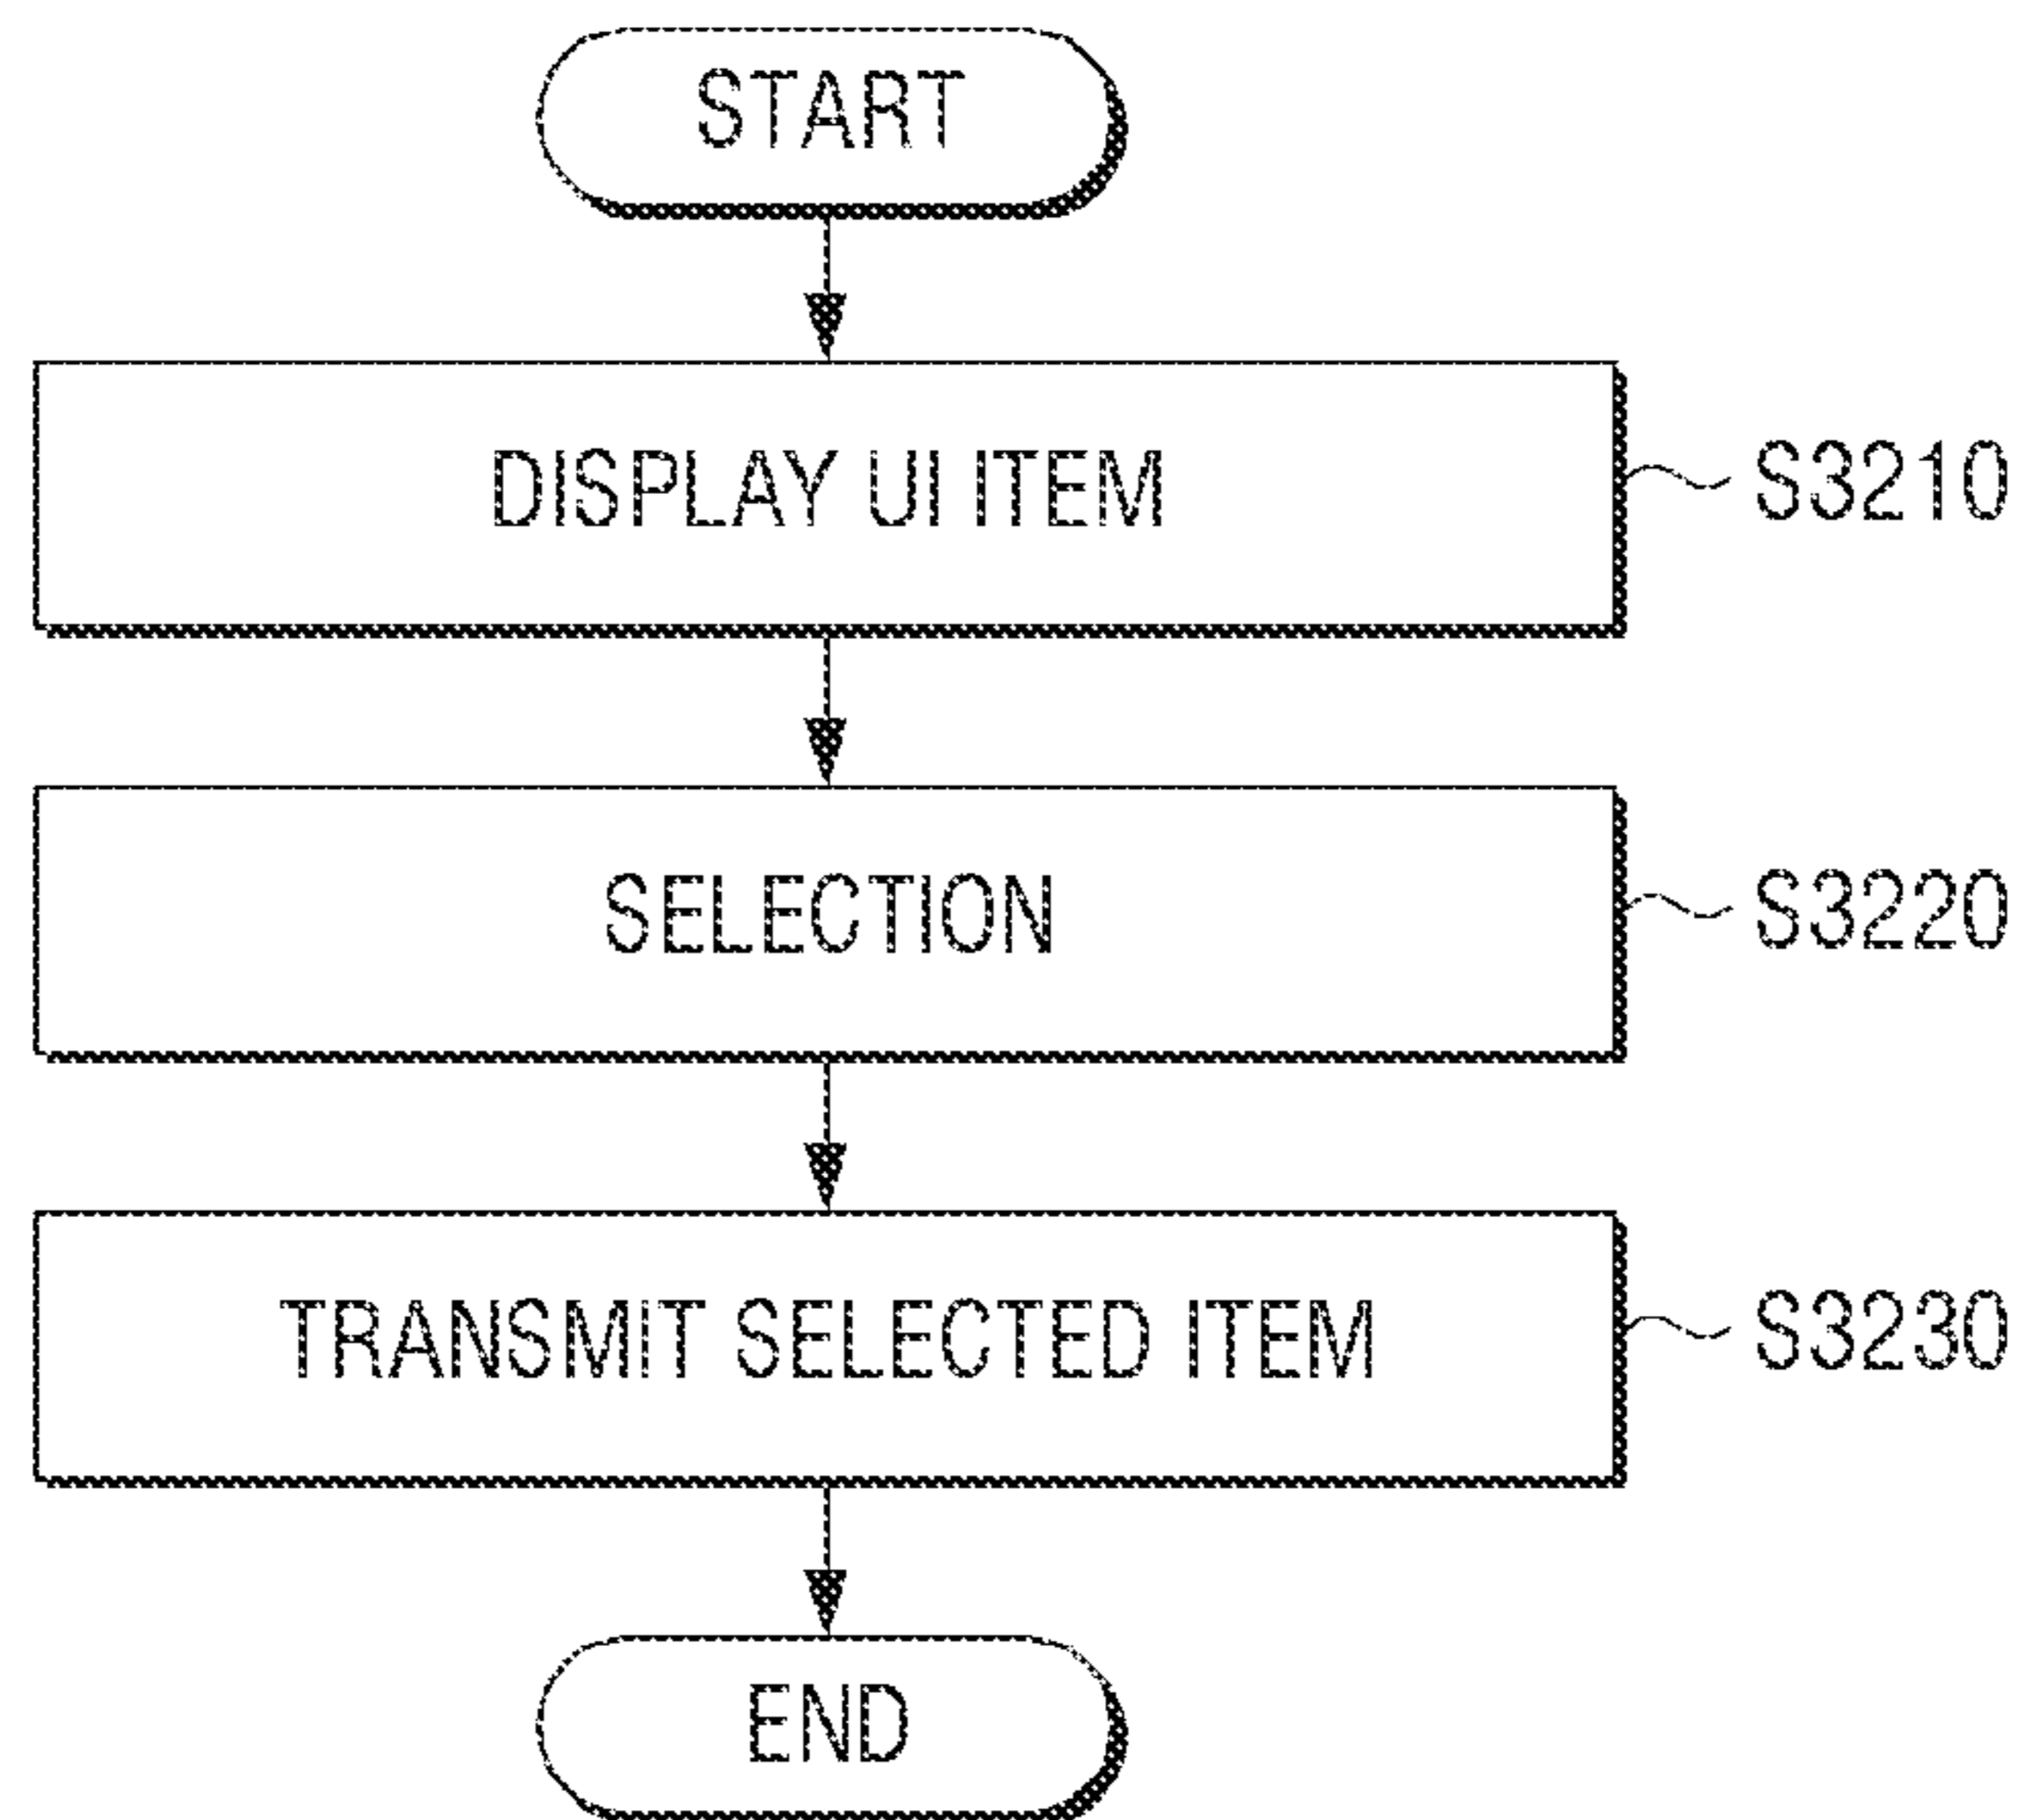 START
DISPLAY UI ITEM
S3210
SELECTION
S3220
TRANSMIT SELECTED ITEM
S3230
END